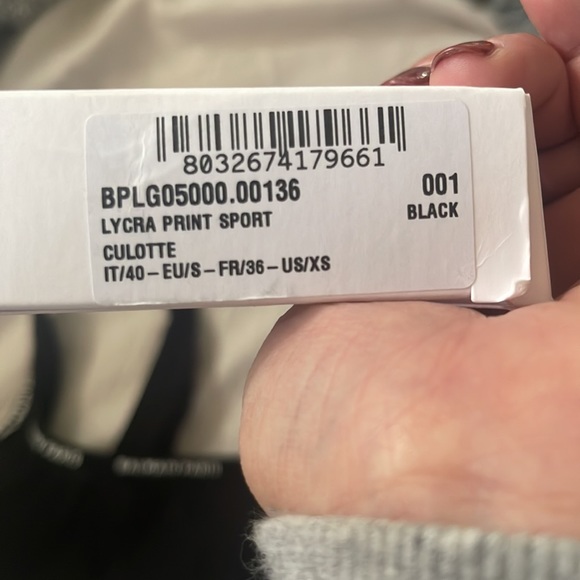 8032674179661
BPLG05000.00136 001
LYCRA PRINT SPORT BLACK
CULOTTE
IT/40 – EU/S – FR/36 – US/XS